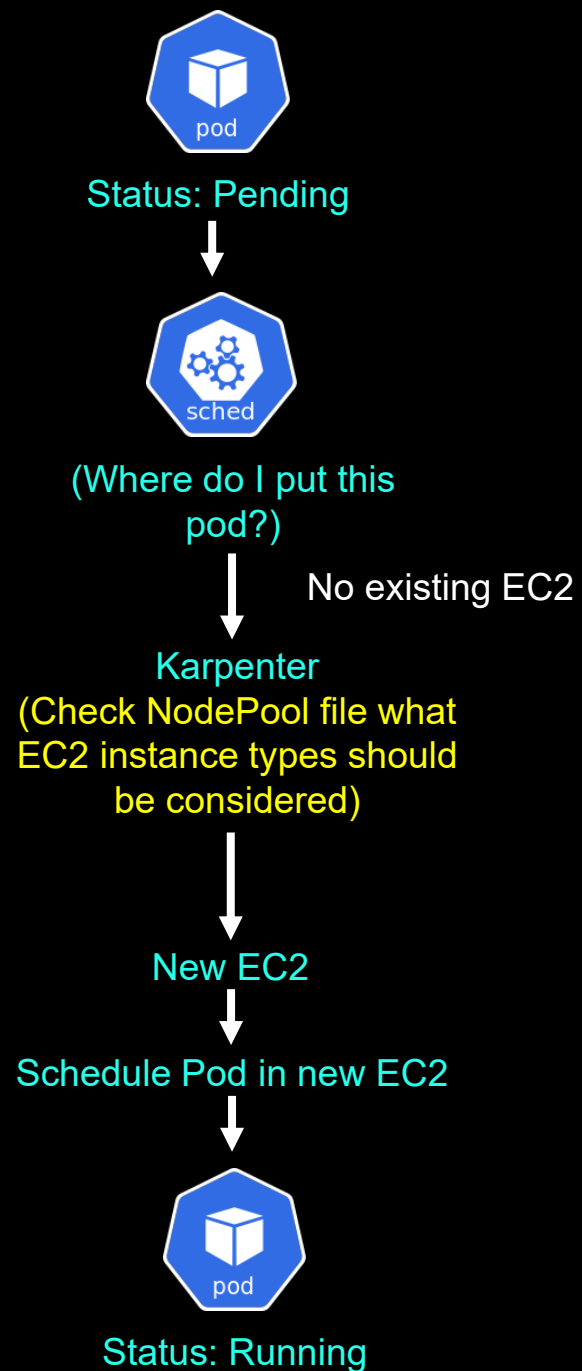 pod
Status: Pending
sched
(Where do I put this
pod?)
No existing EC2
Karpenter
(Check NodePool file what
EC2 instance types should
be considered)
New EC2
Schedule Pod in new EC2
pod
Status: Running